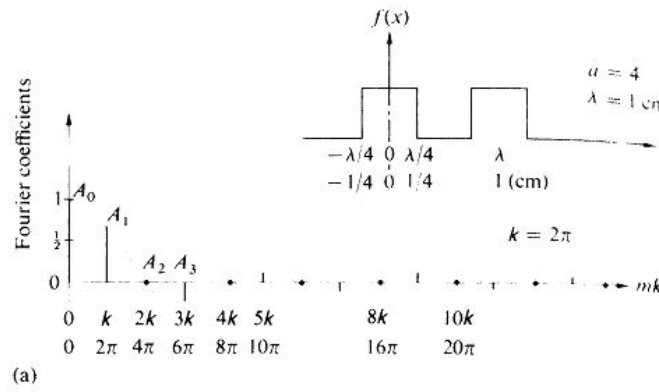 f(x)
a = 4
λ = 1 cm
−λ/4 0 λ/4 λ
−1/4 0 1/4 1 (cm)
k = 2π
Fourier coefficients
1
A₀
A₁
½
A₂ A₃
0
mk
0 k 2k 3k 4k 5k 8k 10k
0 2π 4π 6π 8π 10π 16π 20π
(a)